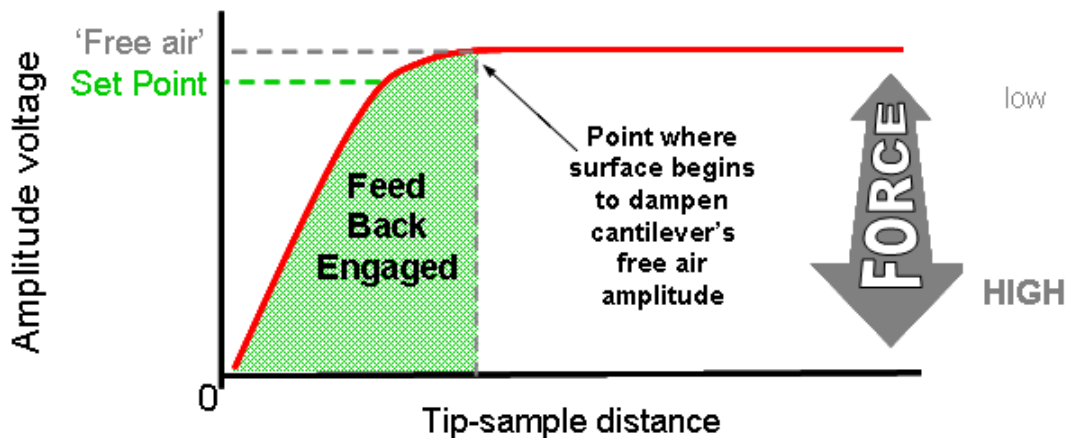 ‘Free air’
Set Point
Amplitude voltage
Feed
Back
Engaged
Point where
surface begins
to dampen
cantilever’s
free air
amplitude
FORCE
low
HIGH
0
Tip-sample distance